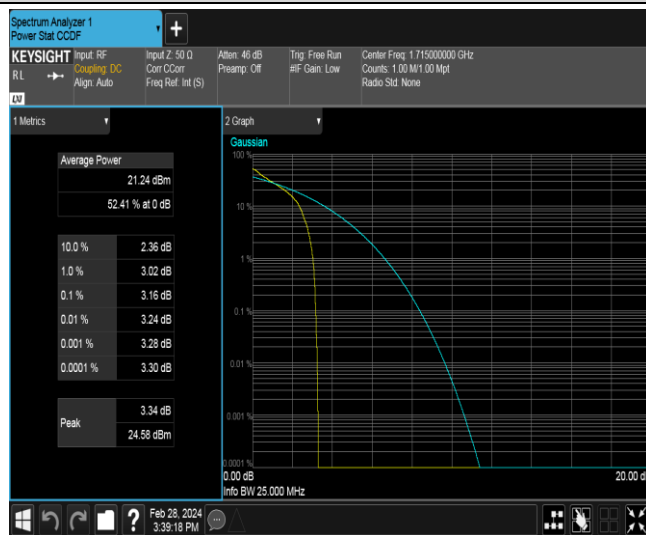 Spectrum Analyzer 1
Power Stat CCDF
KEYSIGHT
RL
LXI
Input: RF
Coupling: DC
Align: Auto
Input Z: 50 Ω
Corr CCorr
Freq Ref: Int (S)
Atten: 46 dB
Preamp: Off
Trig: Free Run
#IF Gain: Low
Center Freq: 1.715000000 GHz
Counts: 1.00 M/1.00 Mpt
Radio Std: None
1 Metrics
Average Power
21.24 dBm
52.41 % at 0 dB
10.0 % 2.36 dB
1.0 % 3.02 dB
0.1 % 3.16 dB
0.01 % 3.24 dB
0.001 % 3.28 dB
0.0001 % 3.30 dB
Peak
3.34 dB
24.58 dBm
2 Graph
Gaussian
100 %
10 %
1 %
0.1 %
0.01 %
0.001 %
0.0001 %
0.00 dB
20.00 d
Info BW 25.000 MHz
?
Feb 28, 2024
3:39:18 PM